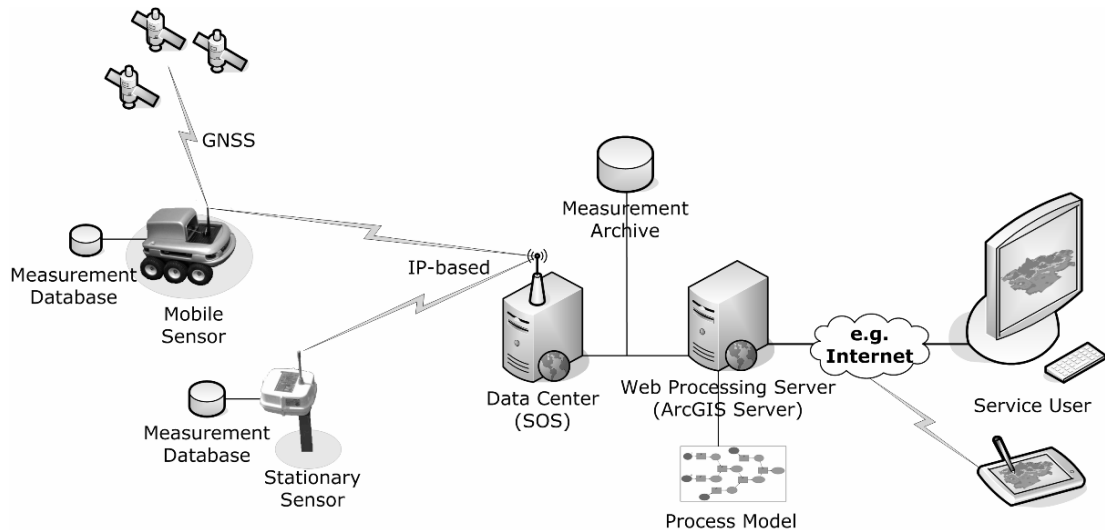 GNSS
Measurement
Database
Mobile
Sensor
IP-based
Measurement
Archive
Measurement
Database
Stationary
Sensor
Data Center
(SOS)
Web Processing Server
(ArcGIS Server)
e.g.
Internet
Service User
Process Model